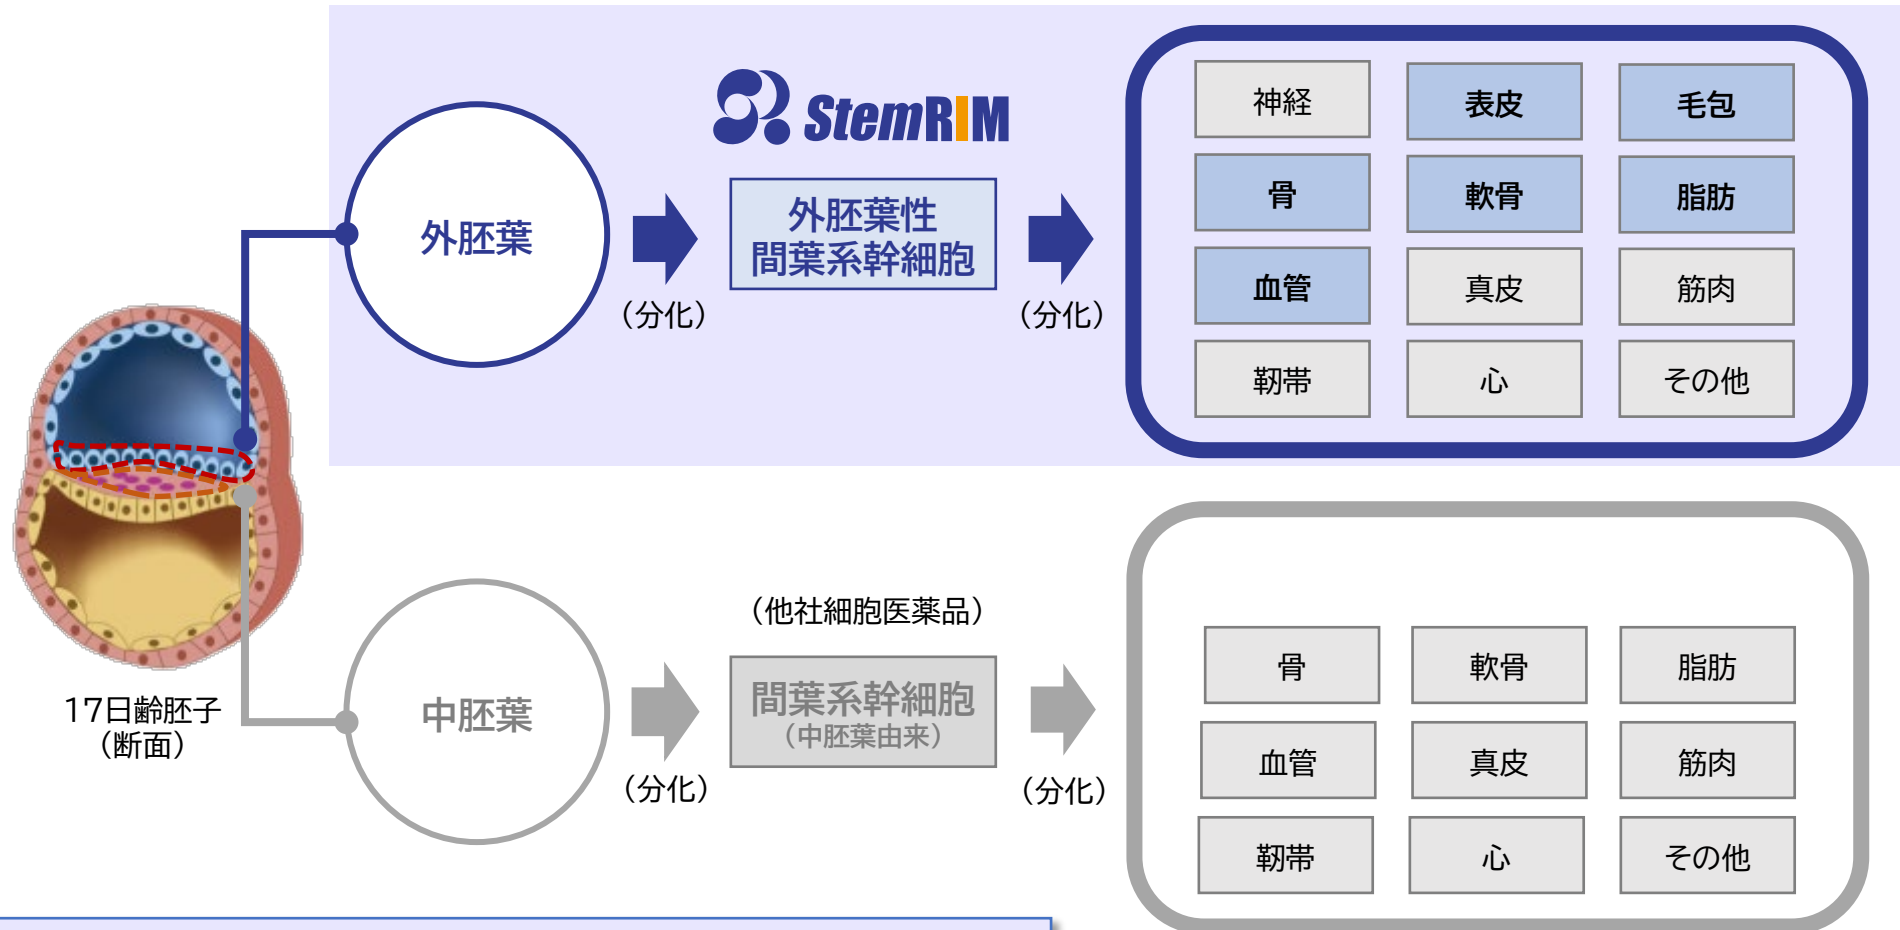 StemRIM
外胚葉
外胚葉性
間葉系幹細胞
（分化）
（分化）
神経
表皮
毛包
骨
軟骨
脂肪
血管
真皮
筋肉
靭帯
心
その他
17日齢胚子
（断面）
中胚葉
（他社細胞医薬品）
間葉系幹細胞
（中胚葉由来）
（分化）
（分化）
骨
軟骨
脂肪
血管
真皮
筋肉
靭帯
心
その他